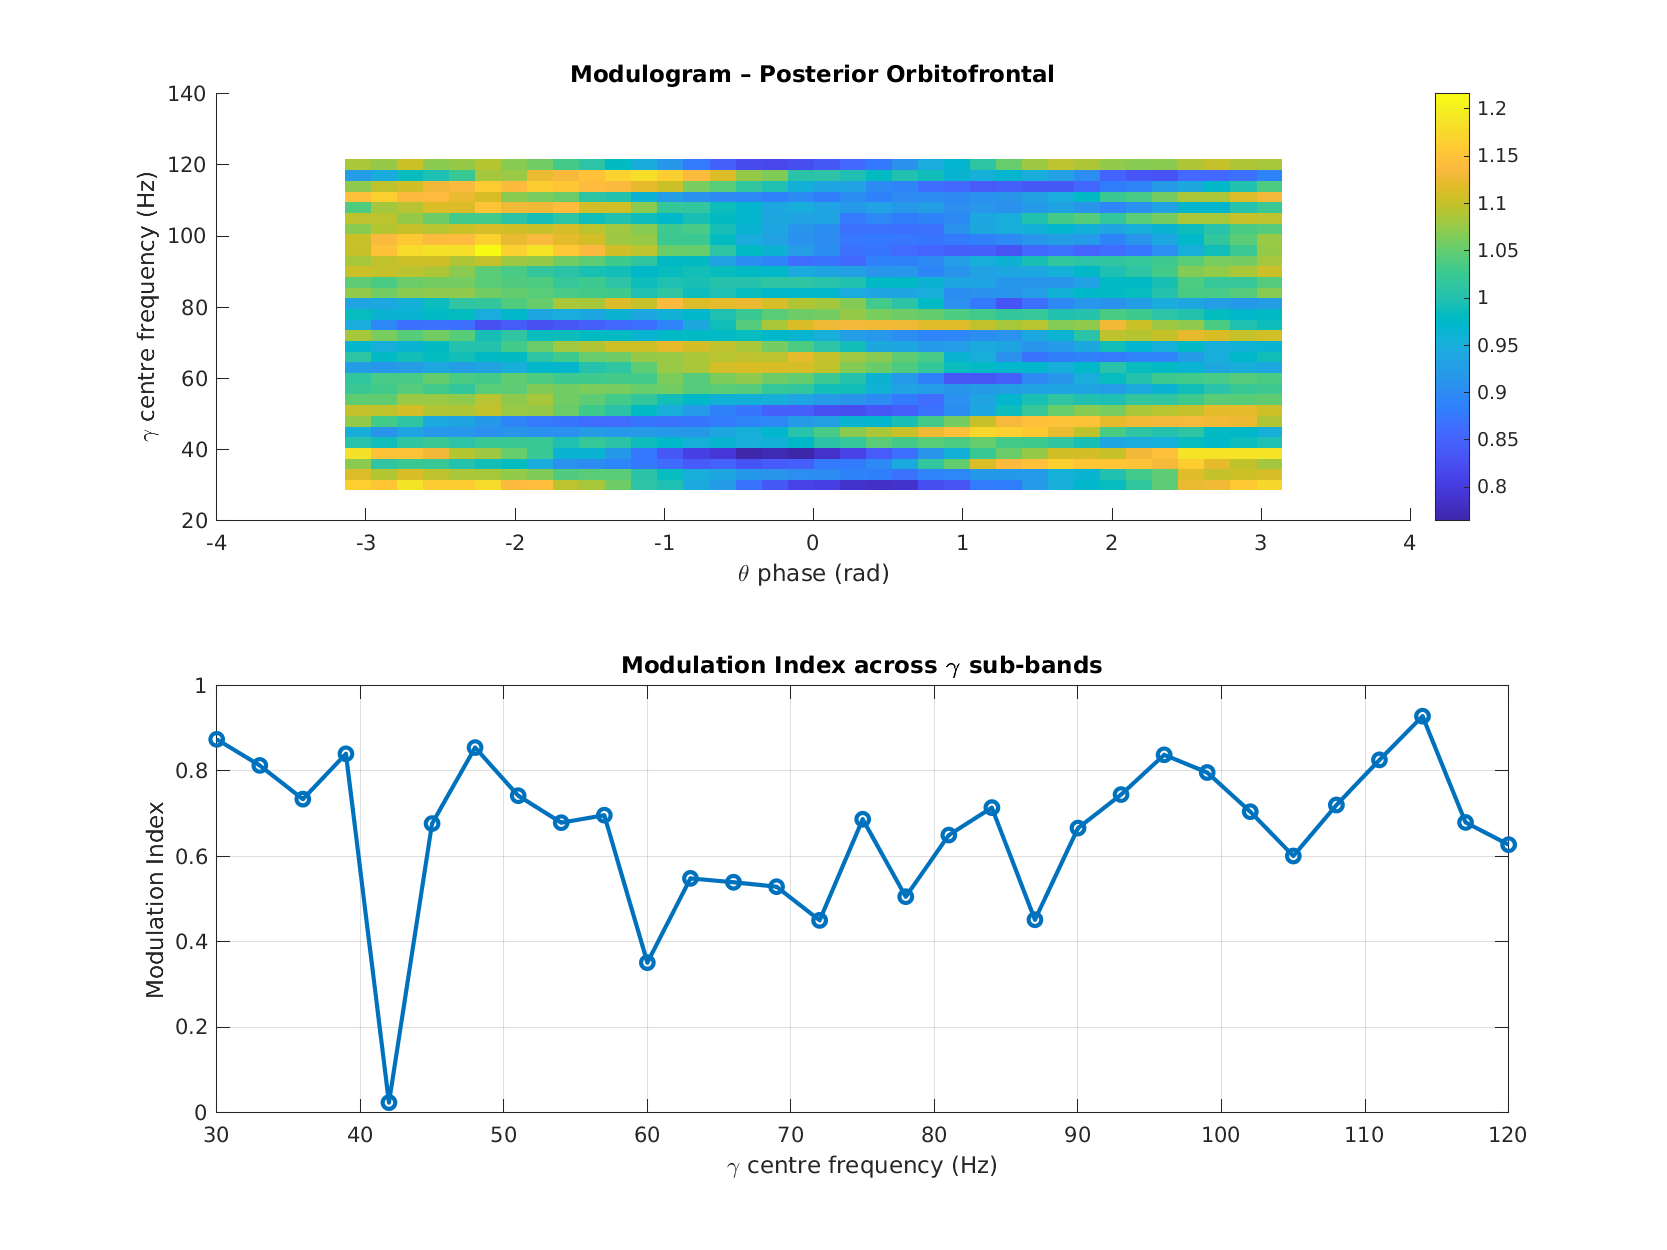 Modulogram – Posterior Orbitofrontal
140
120
100
80
60
40
20
γ centre frequency (Hz)
-4 -3 -2 -1 0 1 2 3 4
θ phase (rad)
1.2
1.15
1.1
1.05
1
0.95
0.9
0.85
0.8
Modulation Index across γ sub-bands
1
0.8
0.6
0.4
0.2
0
Modulation Index
30 40 50 60 70 80 90 100 110 120
γ centre frequency (Hz)